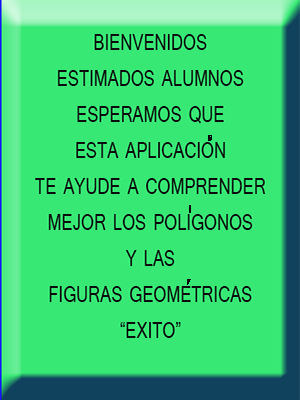 BIENVENIDOS
ESTIMADOS ALUMNOS
ESPERAMOS QUE
ESTA APLICACIÓN
TE AYUDE A COMPRENDER
MEJOR LOS POLÍGONOS
Y LAS
FIGURAS GEOMÉTRICAS
“EXITO”